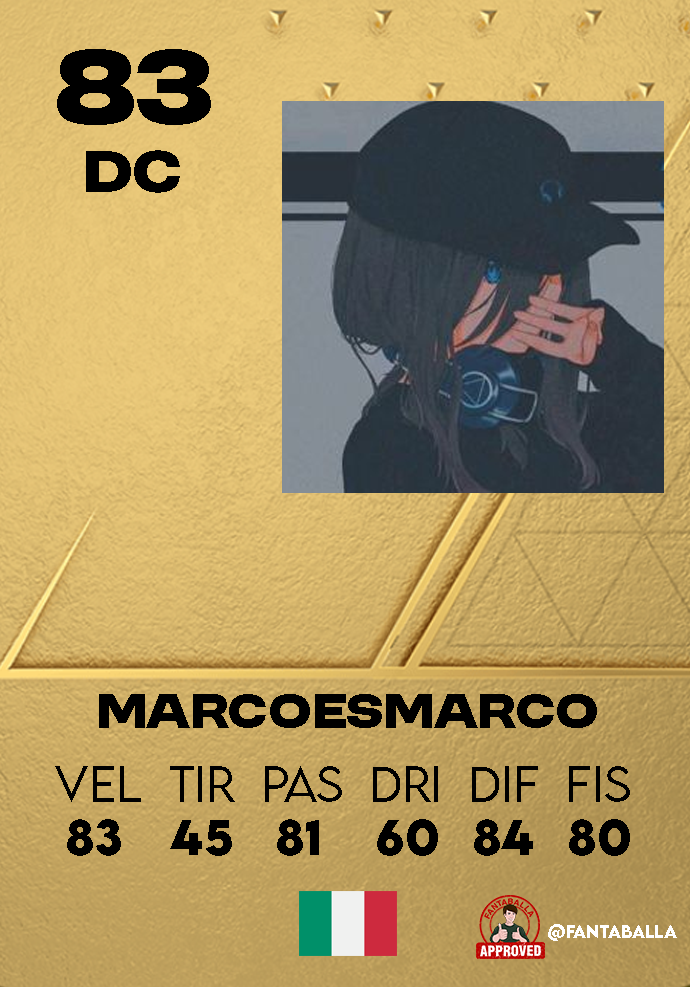 83
DC
MARCOESMARCO
VEL TIR PAS DRI DIF FIS
83 45 81 60 84 80
FANTABALLA
APPROVED
@FANTABALLA